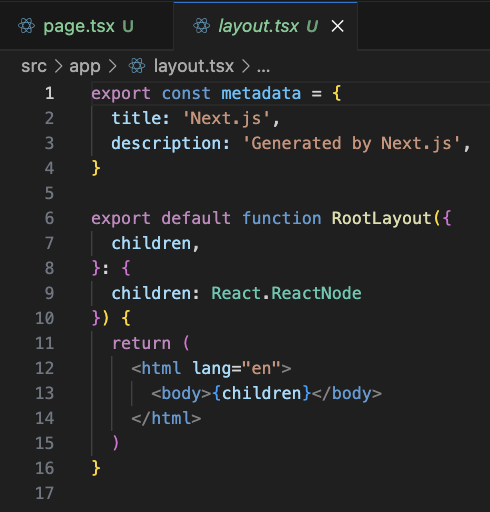 page.tsx U layout.tsx U
src > app > layout.tsx > ...
1 export const metadata = {
2   title: 'Next.js',
3   description: 'Generated by Next.js',
4 }
5
6 export default function RootLayout({
7   children,
8 }: {
9   children: React.ReactNode
10 }) {
11   return (
12     <html lang="en">
13       <body>{children}</body>
14     </html>
15   )
16 }
17